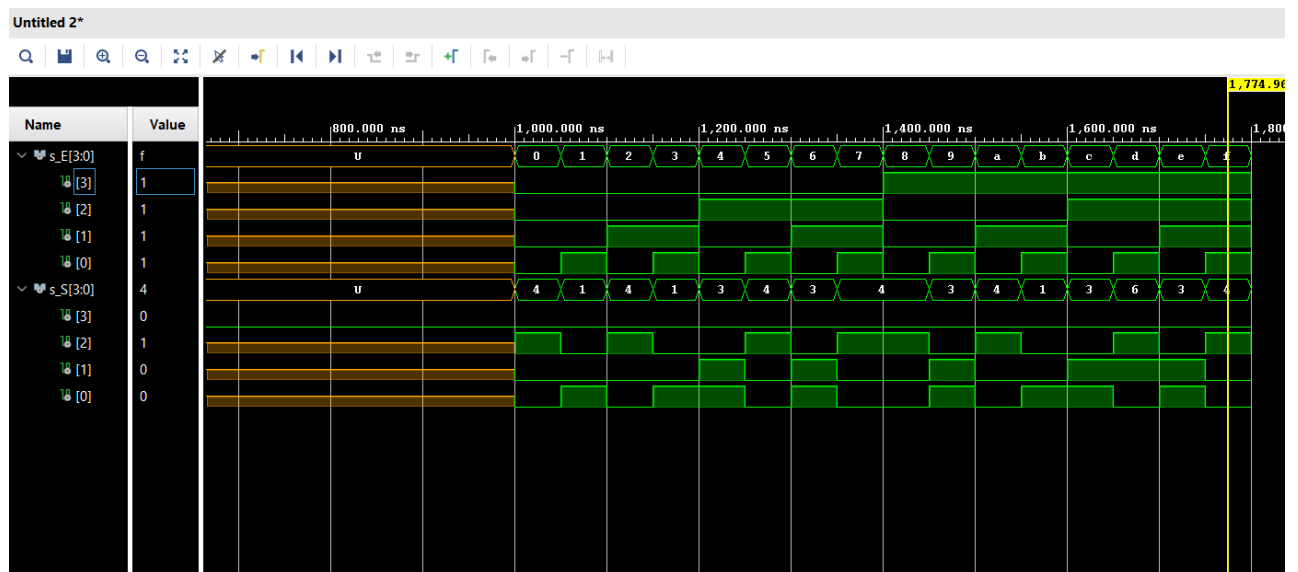 Untitled 2*
1,774.96
Name Value
800.000 ns 1,000.000 ns 1,200.000 ns 1,400.000 ns 1,600.000 ns 1,80
s_E[3:0] f U 0 1 2 3 4 5 6 7 8 9 a b c d e f
[3] 1
[2] 1
[1] 1
[0] 1
s_S[3:0] 4 U 4 1 4 1 3 4 3 4 3 4 1 3 6 3 4
[3] 0
[2] 1
[1] 0
[0] 0